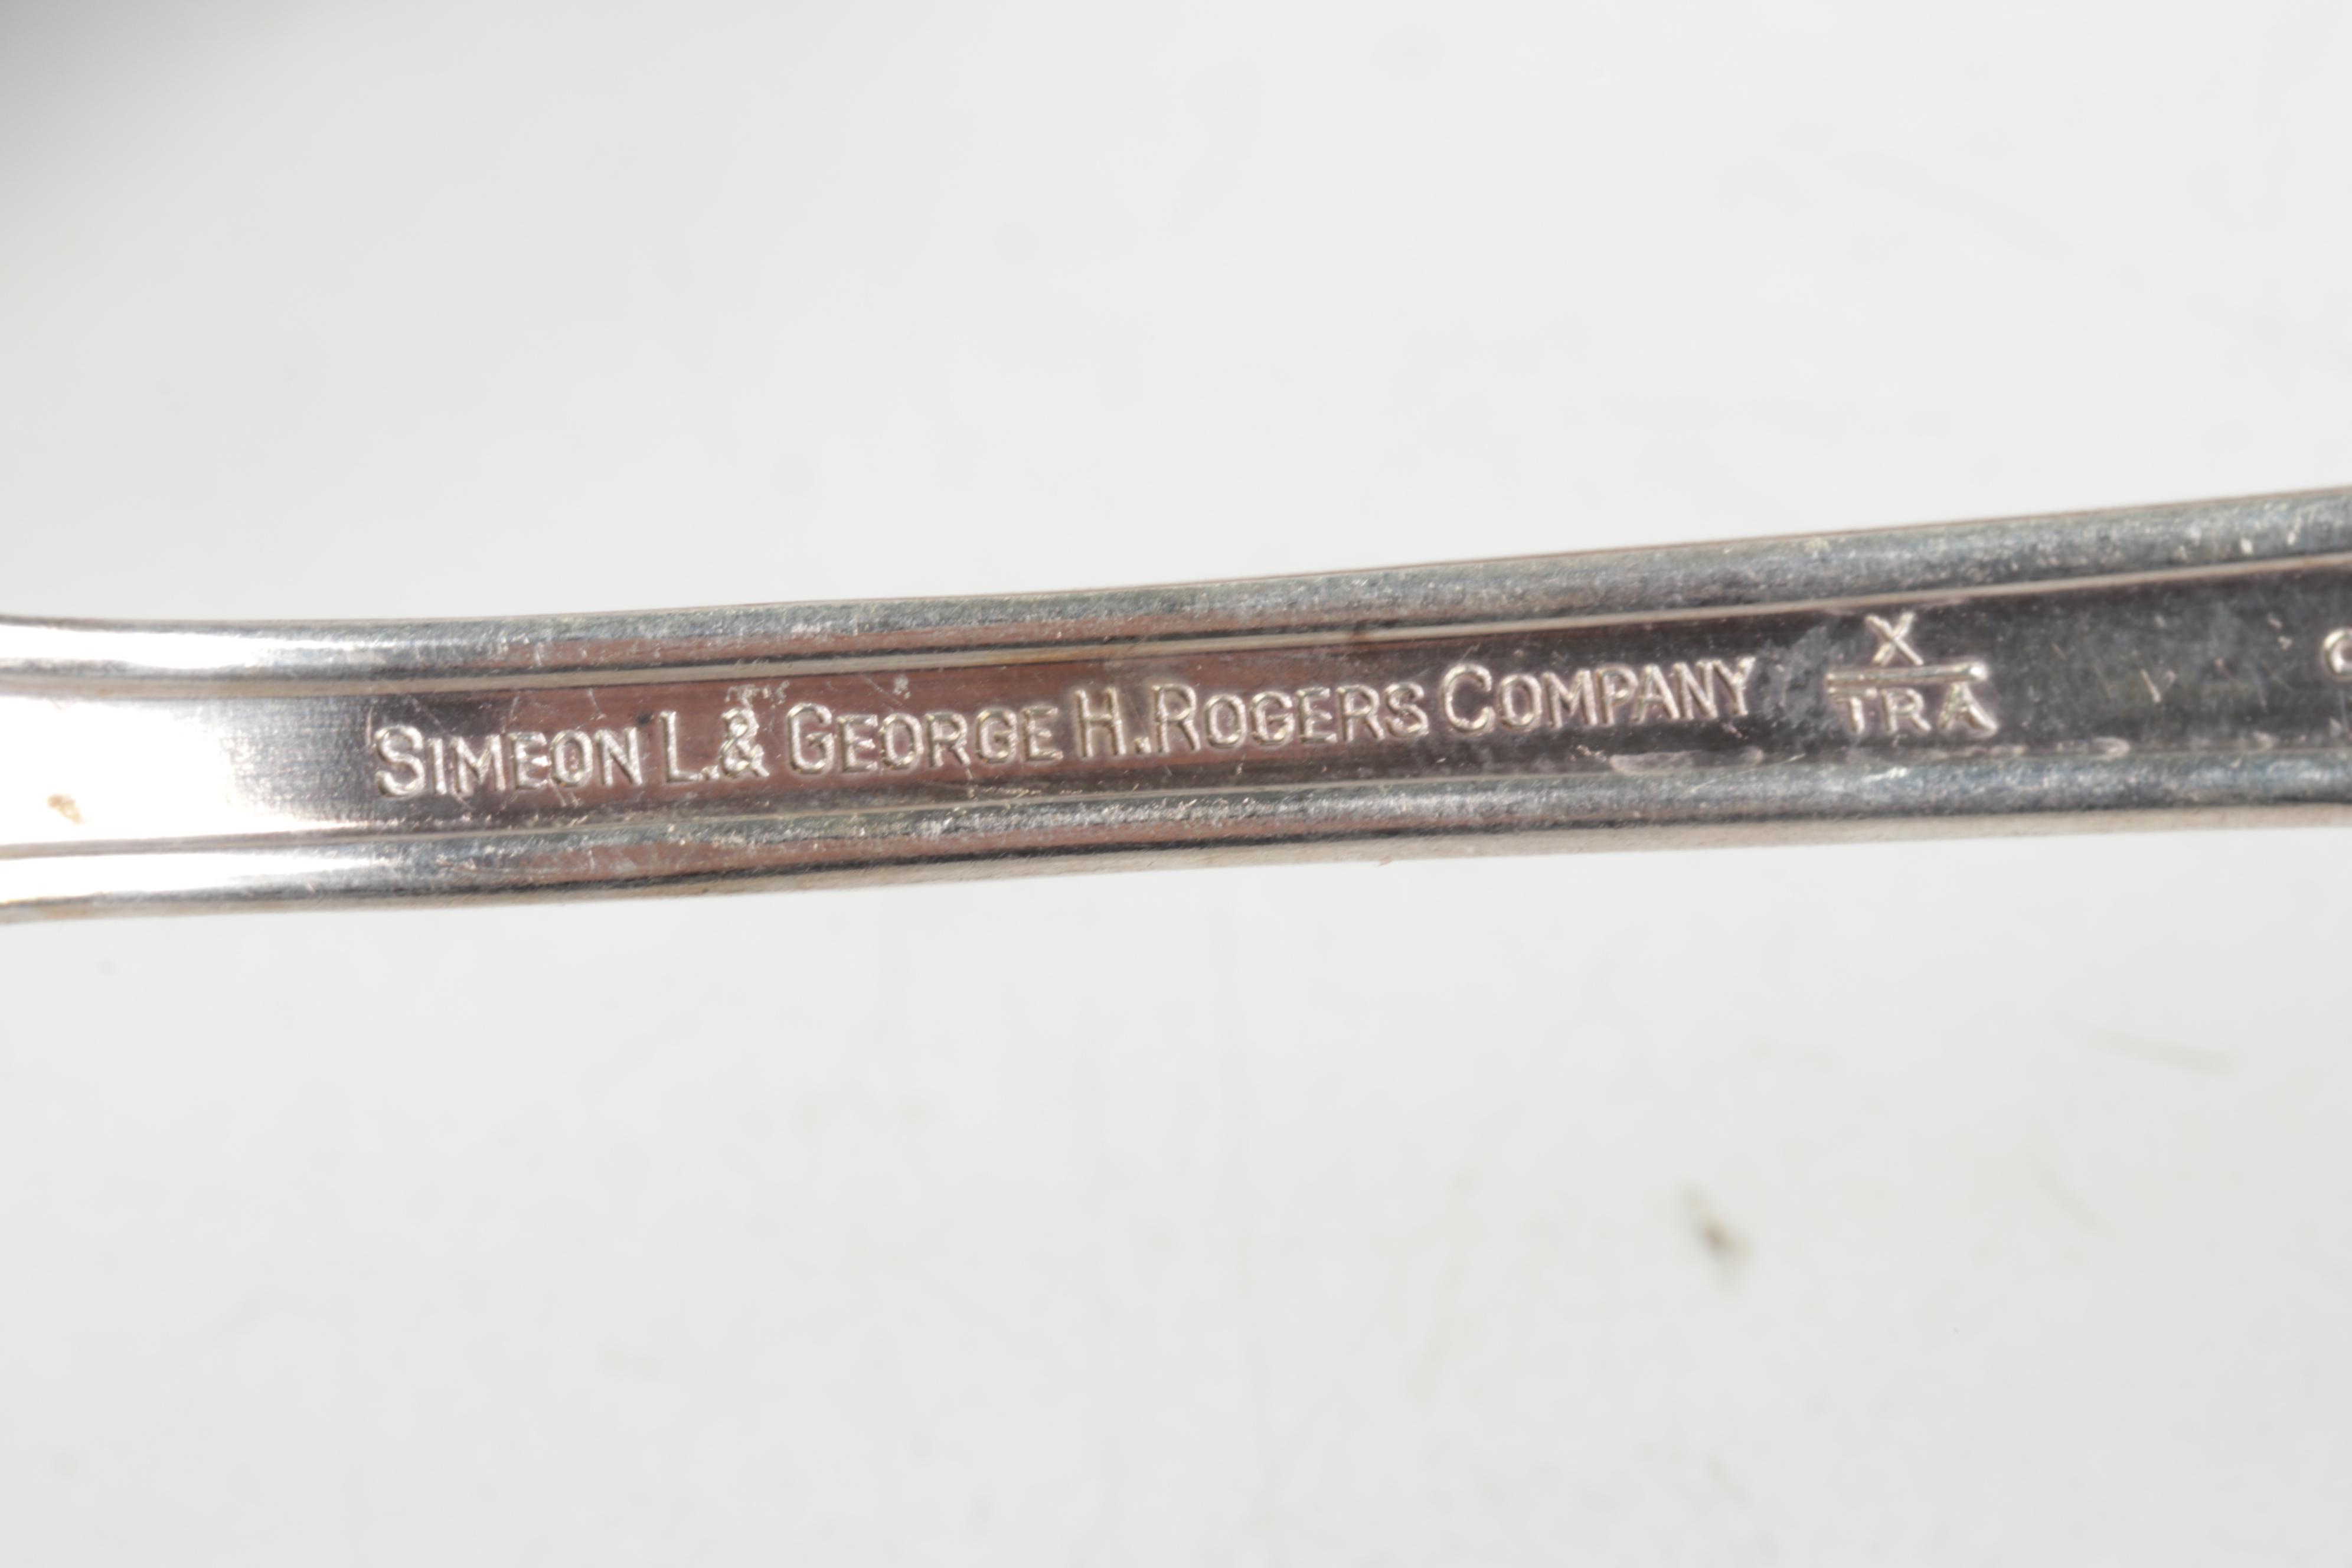 SIMEON L. & GEORGE H. ROGERS COMPANY X
TRA